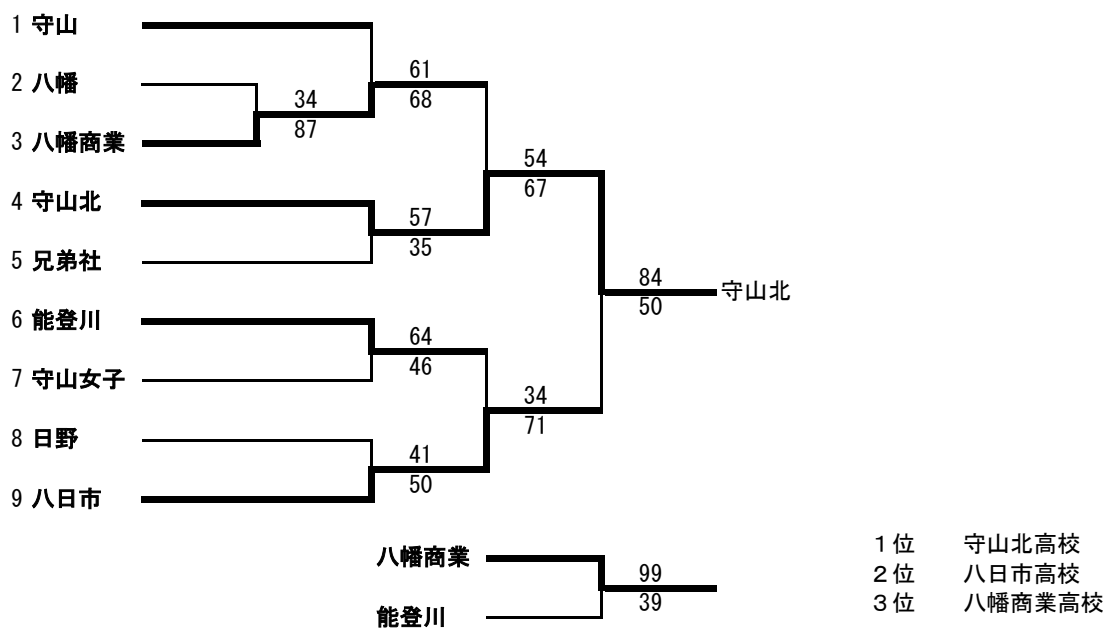 1 守山
2 八幡
3 八幡商業
4 守山北
5 兄弟社
6 能登川
7 守山女子
8 日野
9 八日市
34
87
61
68
57
35
64
46
41
50
54
67
34
71
84
50
守山北
八幡商業
能登川
99
39
1位 守山北高校
2位 八日市高校
3位 八幡商業高校